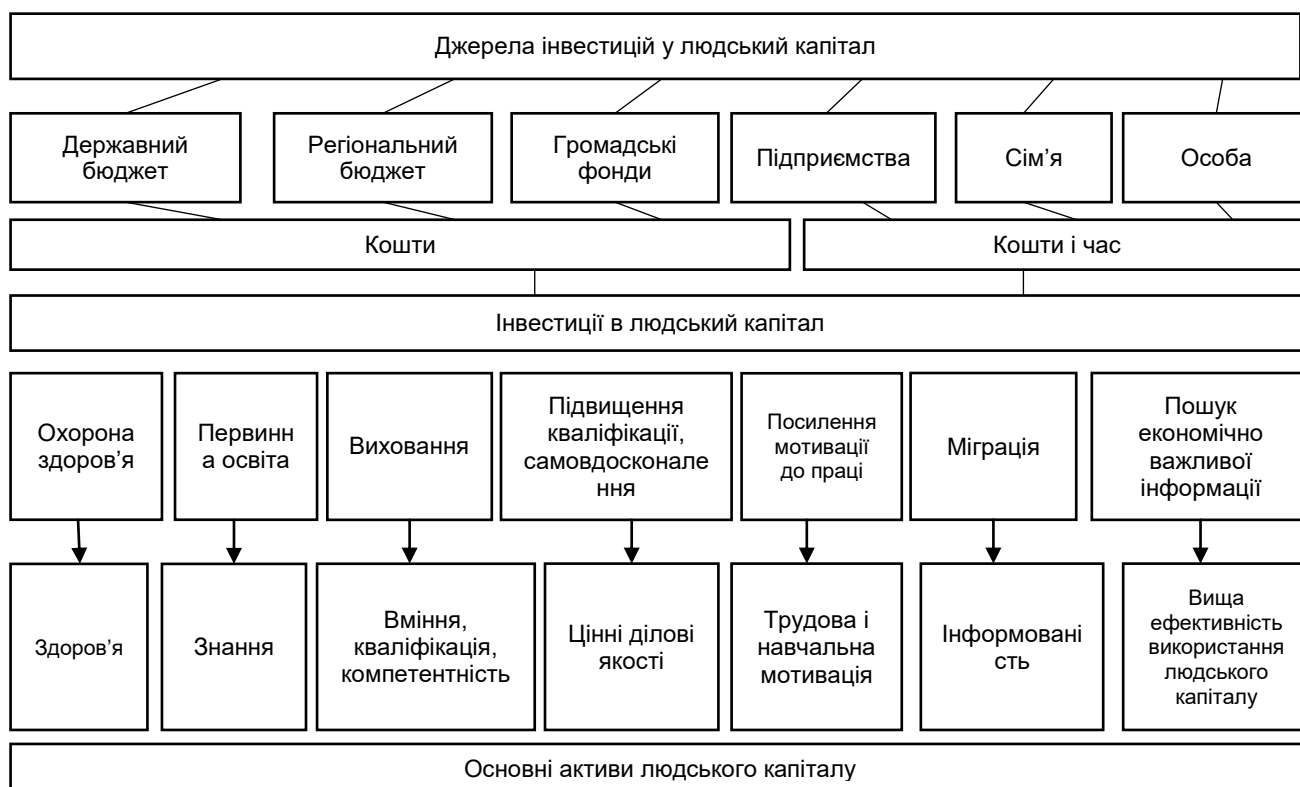 Джерела інвестицій у людський капітал
Державний
бюджет
Регіональний
бюджет
Громадські
фонди
Підприємства
Сім’я
Особа
Кошти
Кошти і час
Інвестиції в людський капітал
Охорона
здоров’я
Первинн
а освіта
Виховання
Підвищення
кваліфікації,
самовдосконале
ння
Посилення
мотивації
до праці
Міграція
Пошук
економічно
важливої
інформації
Здоров’я
Знання
Вміння,
кваліфікація,
компетентність
Цінні ділові
якості
Трудова і
навчальна
мотивація
Інформовані
сть
Вища
ефективність
використання
людського
капіталу
Основні активи людського капіталу